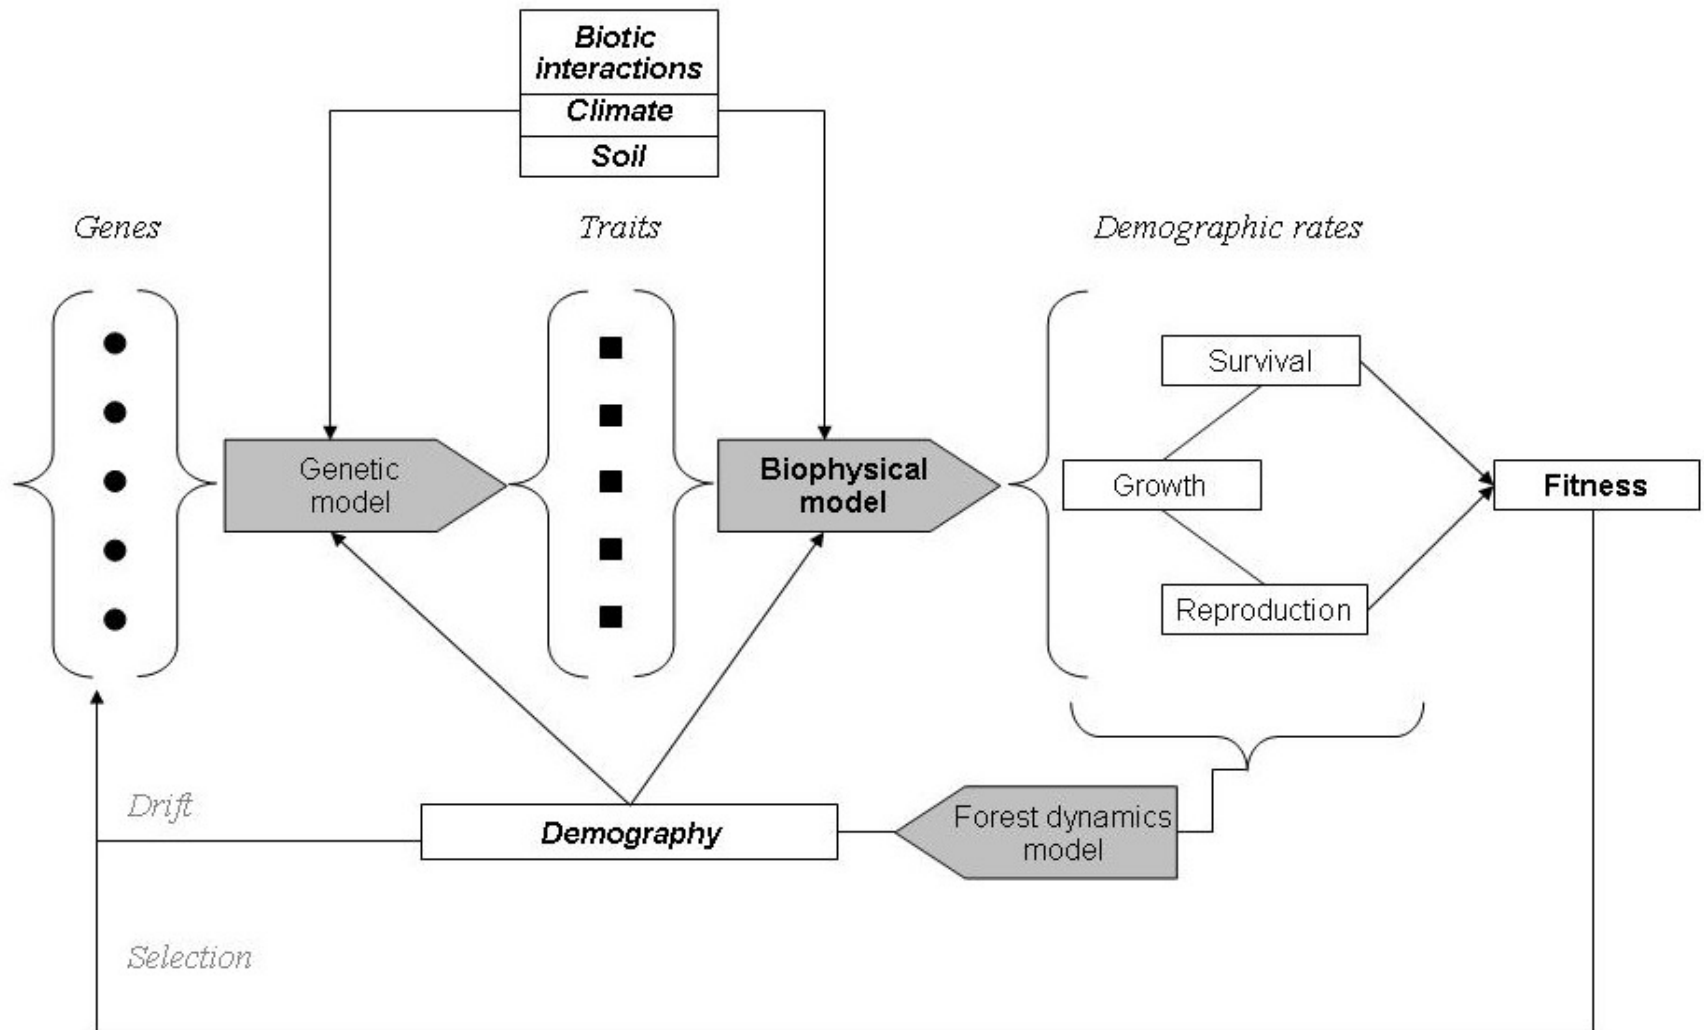 Biotic
interactions
Climate
Soil
Genes
Traits
Demographic rates
Survival
Genetic
model
Biophysical
model
Growth
Fitness
Reproduction
Drift
Demography
Forest dynamics
model
Selection